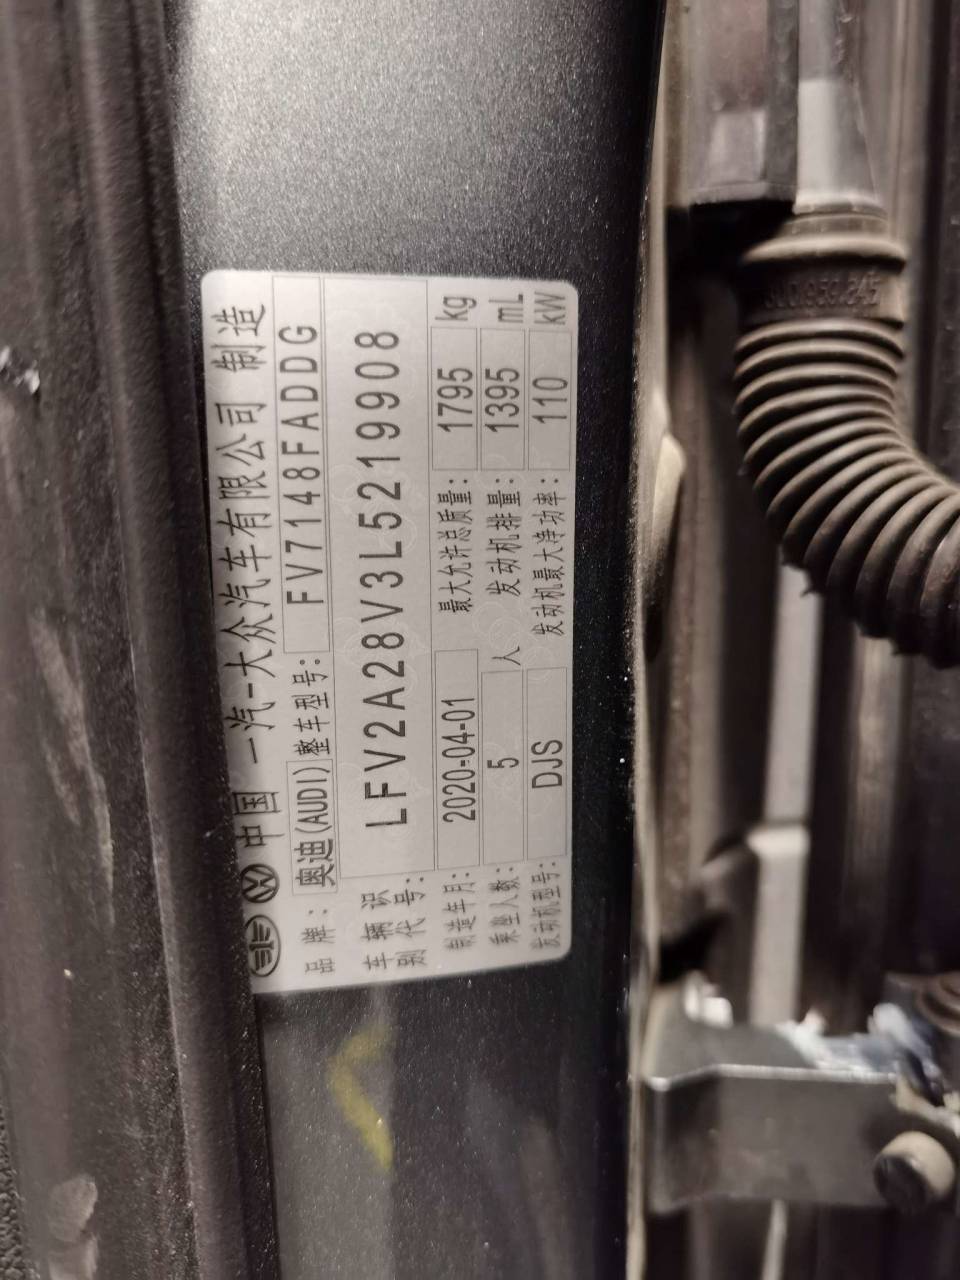 中国 一汽-大众汽车有限公司 制造
品牌: 奥迪(AUDI) 整车型号: FV7148FADDG
车辆识别代号: LFV2A28V3L5219908
制造年月: 2020-04-01 最大允许总质量: 1795 kg
乘坐人数: 5 人 发动机排量: 1395 mL
发动机型号: DJS 发动机最大净功率: 110 kW